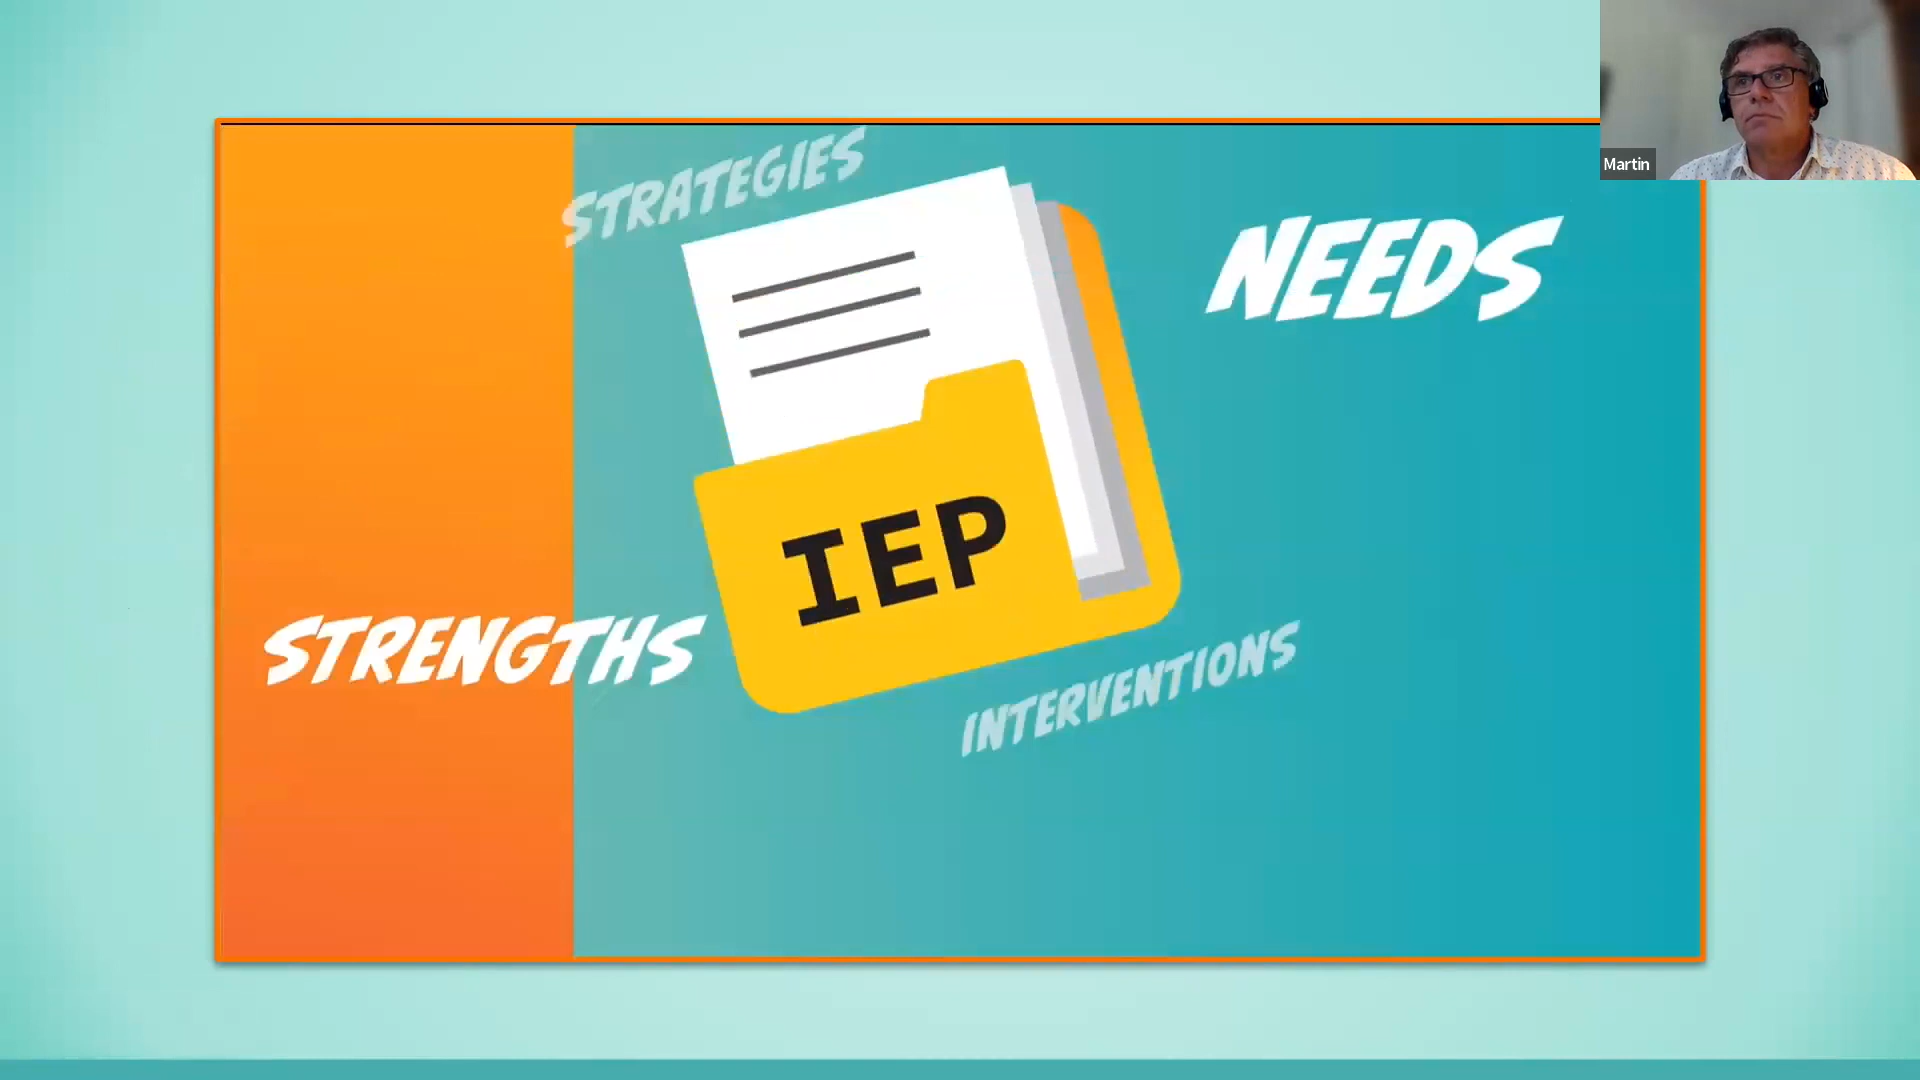 STRATEGIES
NEEDS
IEP
STRENGTHS
INTERVENTIONS
Martin